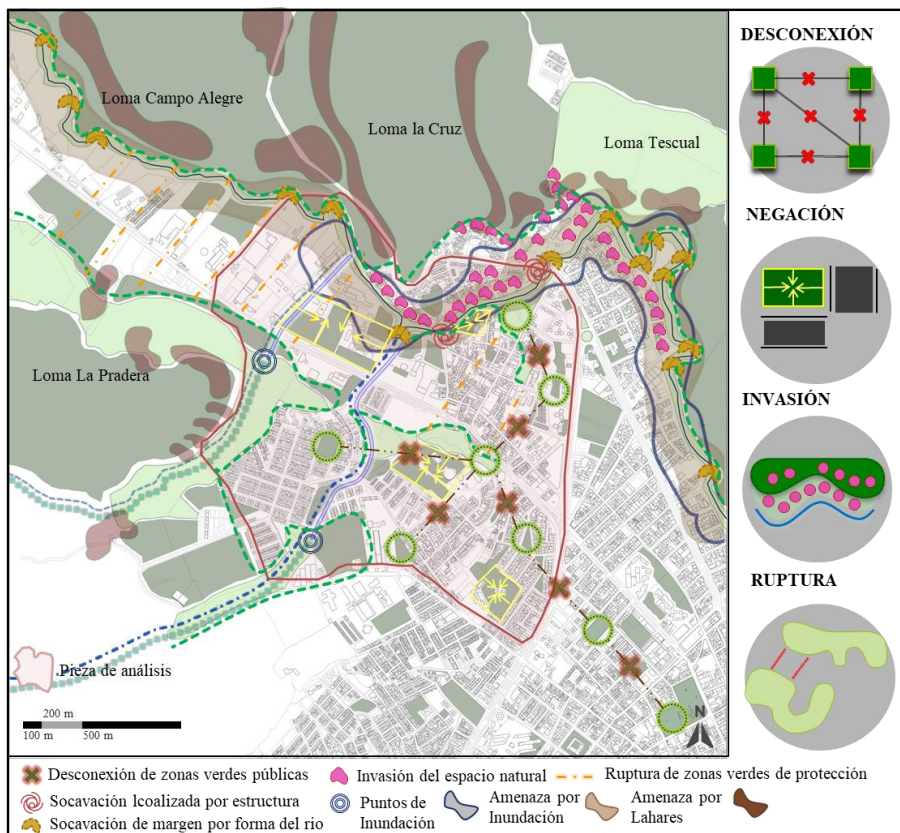 DESCONEXIÓN
Loma Campo Alegre
Loma la Cruz
Loma Tescual
NEGACIÓN
Loma La Pradera
INVASIÓN
RUPTURA
Pieza de análisis
N
200 m
100 m 500 m
Desconexión de zonas verdes públicas
Invasión del espacio natural
Ruptura de zonas verdes de protección
Socavación lcoalizada por estructura
Puntos de
Inundación
Amenaza por
Inundación
Amenaza por
Lahares
Socavación de margen por forma del rio